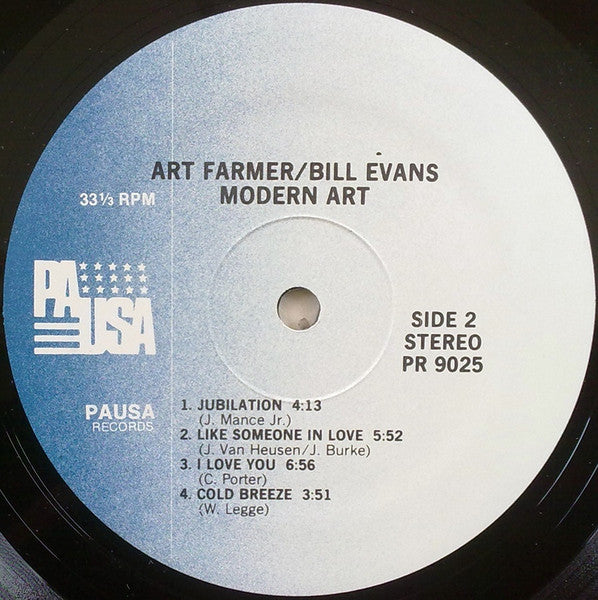 ART FARMER/BILL EVANS
MODERN ART
33⅓ RPM
PAUSA
SIDE 2
STEREO
PR 9025
PAUSA
RECORDS
1. JUBILATION 4:13
(J. Mance Jr.)
2. LIKE SOMEONE IN LOVE 5:52
(J. Van Heusen/J. Burke)
3. I LOVE YOU 6:56
(C. Porter)
4. COLD BREEZE 3:51
(W. Legge)